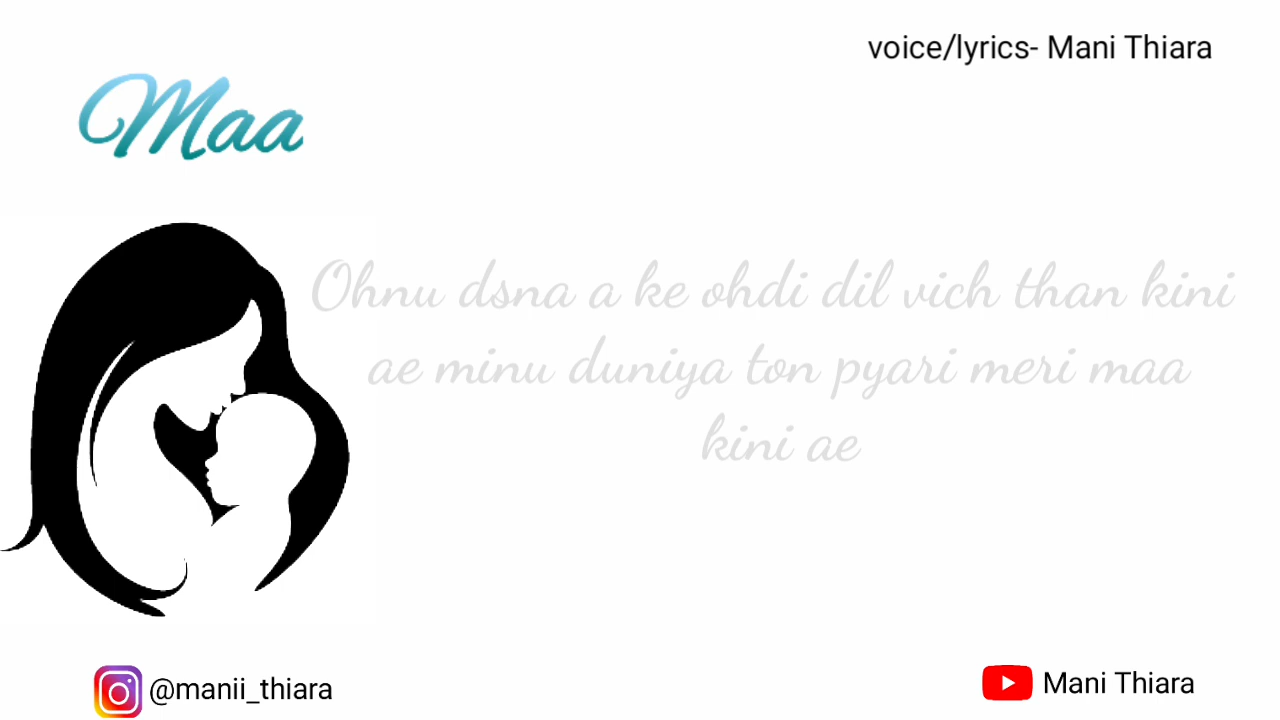 voice/lyrics- Mani Thiara
Maa
Ohnu dsna a ke ohdi dil vich than kini
ae minu duniya ton pyari meri maa
kini ae
@manii_thiara
Mani Thiara